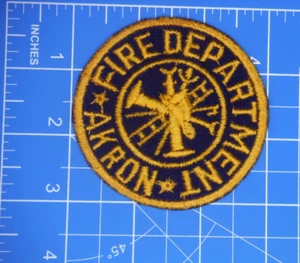 FIRE DEPARTMENT
AKRON
INCHES
1
2
3
4
45°